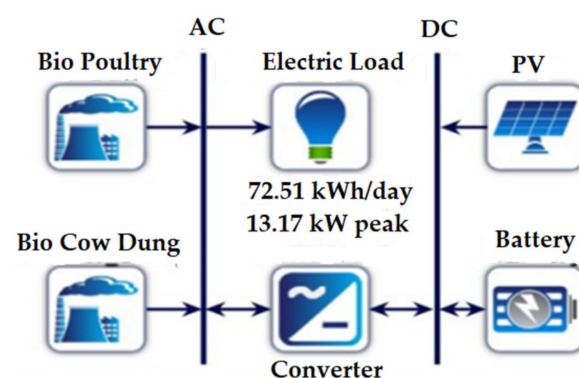 AC
DC
Bio Poultry
Electric Load
PV
72.51 kWh/day
13.17 kW peak
Bio Cow Dung
Battery
Converter